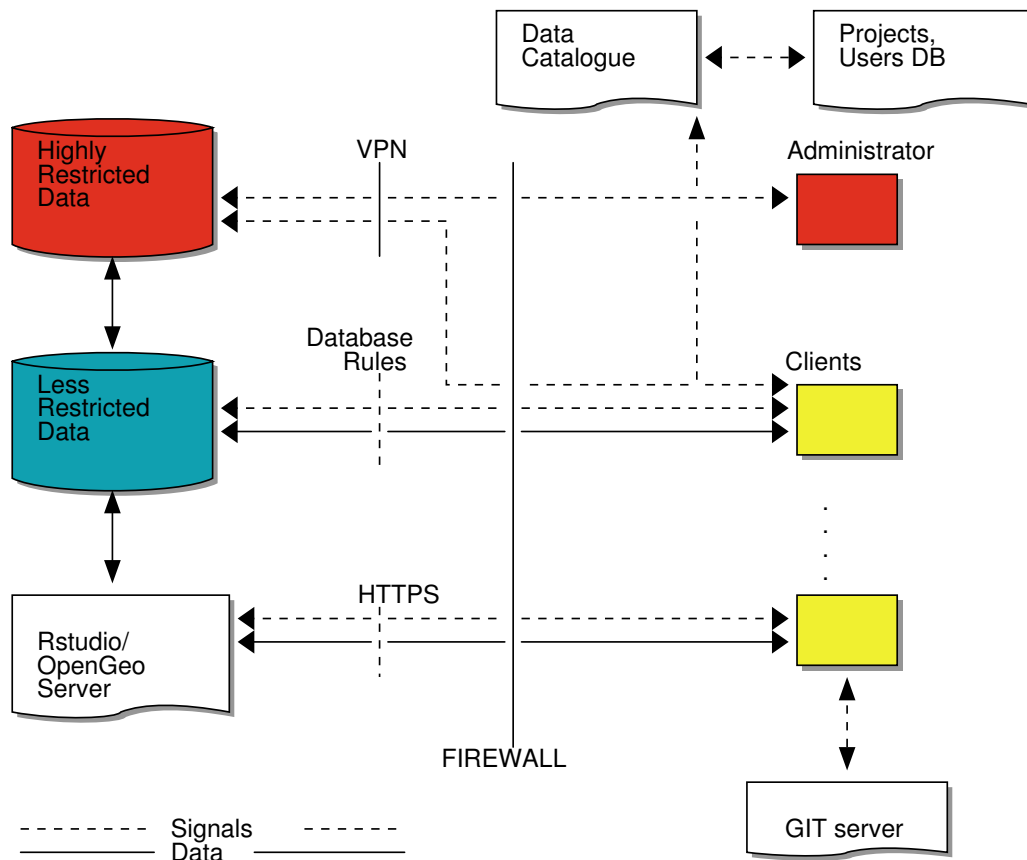 Data
Catalogue
Projects,
Users DB
Highly
Restricted
Data
VPN
Administrator
Database
Rules
Less
Restricted
Data
Clients
HTTPS
Rstudio/
OpenGeo
Server
FIREWALL
GIT server
Signals
Data